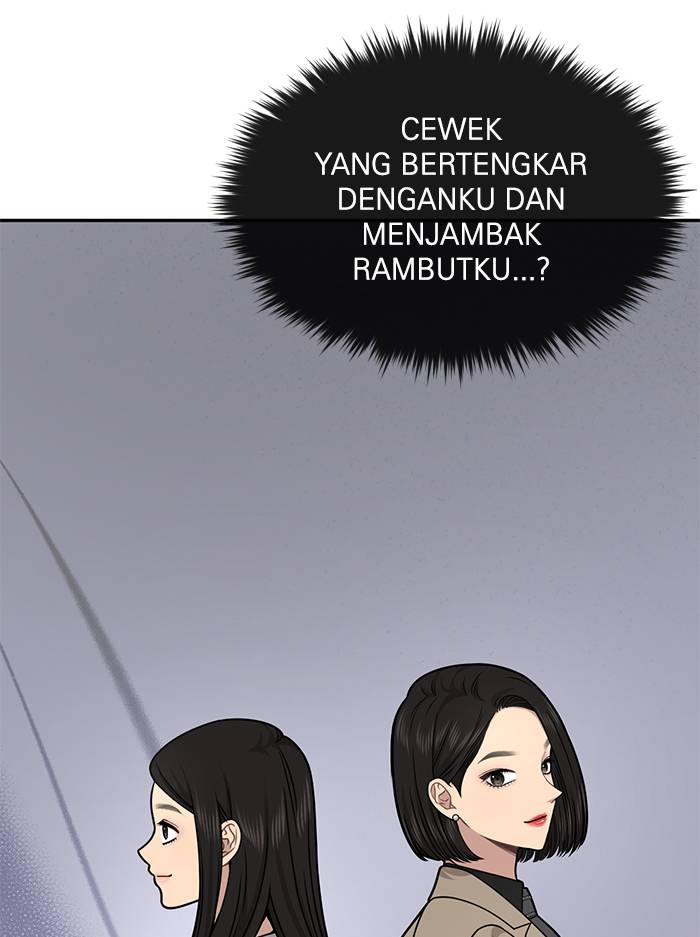 CEWEK
YANG BERTENGKAR
DENGANKU DAN
MENJAMBAK
RAMBUTKU...?